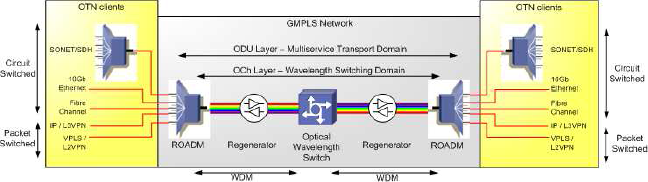 OTN clients
GMPLS Network
OTN clients
SONET/SDH
ODU Layer – Multiservice Transport Domain
SONET/SDH
Circuit
Switched
OCh Layer – Wavelength Switching Domain
Circuit
Switched
10Gb
Ethernet
10Gb
Ethernet
Fibre
Channel
Fibre
Channel
IP / L3VPN
IP / L3VPN
Packet
Switched
VPLS /
L2VPN
ROADM
Regenerator
Optical
Wavelength
Switch
Regenerator
ROADM
VPLS /
L2VPN
Packet
Switched
WDM
WDM